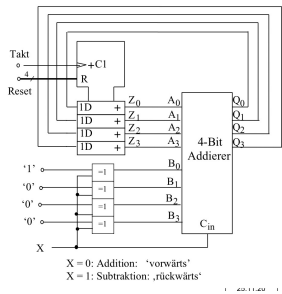 Takt
+C1
4
R
Reset
1D + Z0 A0 Q0
1D + Z1 A1 Q1
1D + Z2 A2 Q2
1D + Z3 A3 Q3
4-Bit
Addierer
'1' =1 B0
'0' =1 B1
'0' =1 B2
'0' =1 B3
Cin
X
X = 0: Addition: 'vorwärts'
X = 1: Subtraktion: ‚rückwärts'